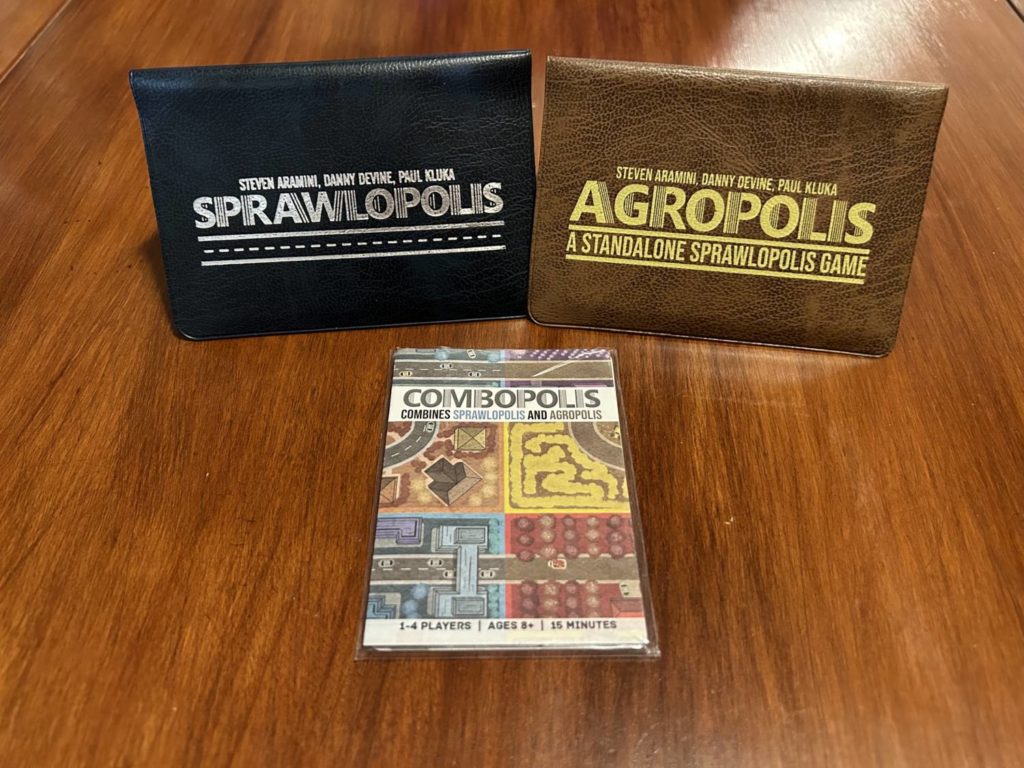 STEVEN ARAMINI, DANNY DEVINE, PAUL KLUKA
SPRAWLOPOLIS
STEVEN ARAMINI, DANNY DEVINE, PAUL KLUKA
AGROPOLIS
A STANDALONE SPRAWLOPOLIS GAME
COMBOPOLIS
COMBINES SPRAWLOPOLIS AND AGROPOLIS
1-4 PLAYERS | AGES 8+ | 15 MINUTES